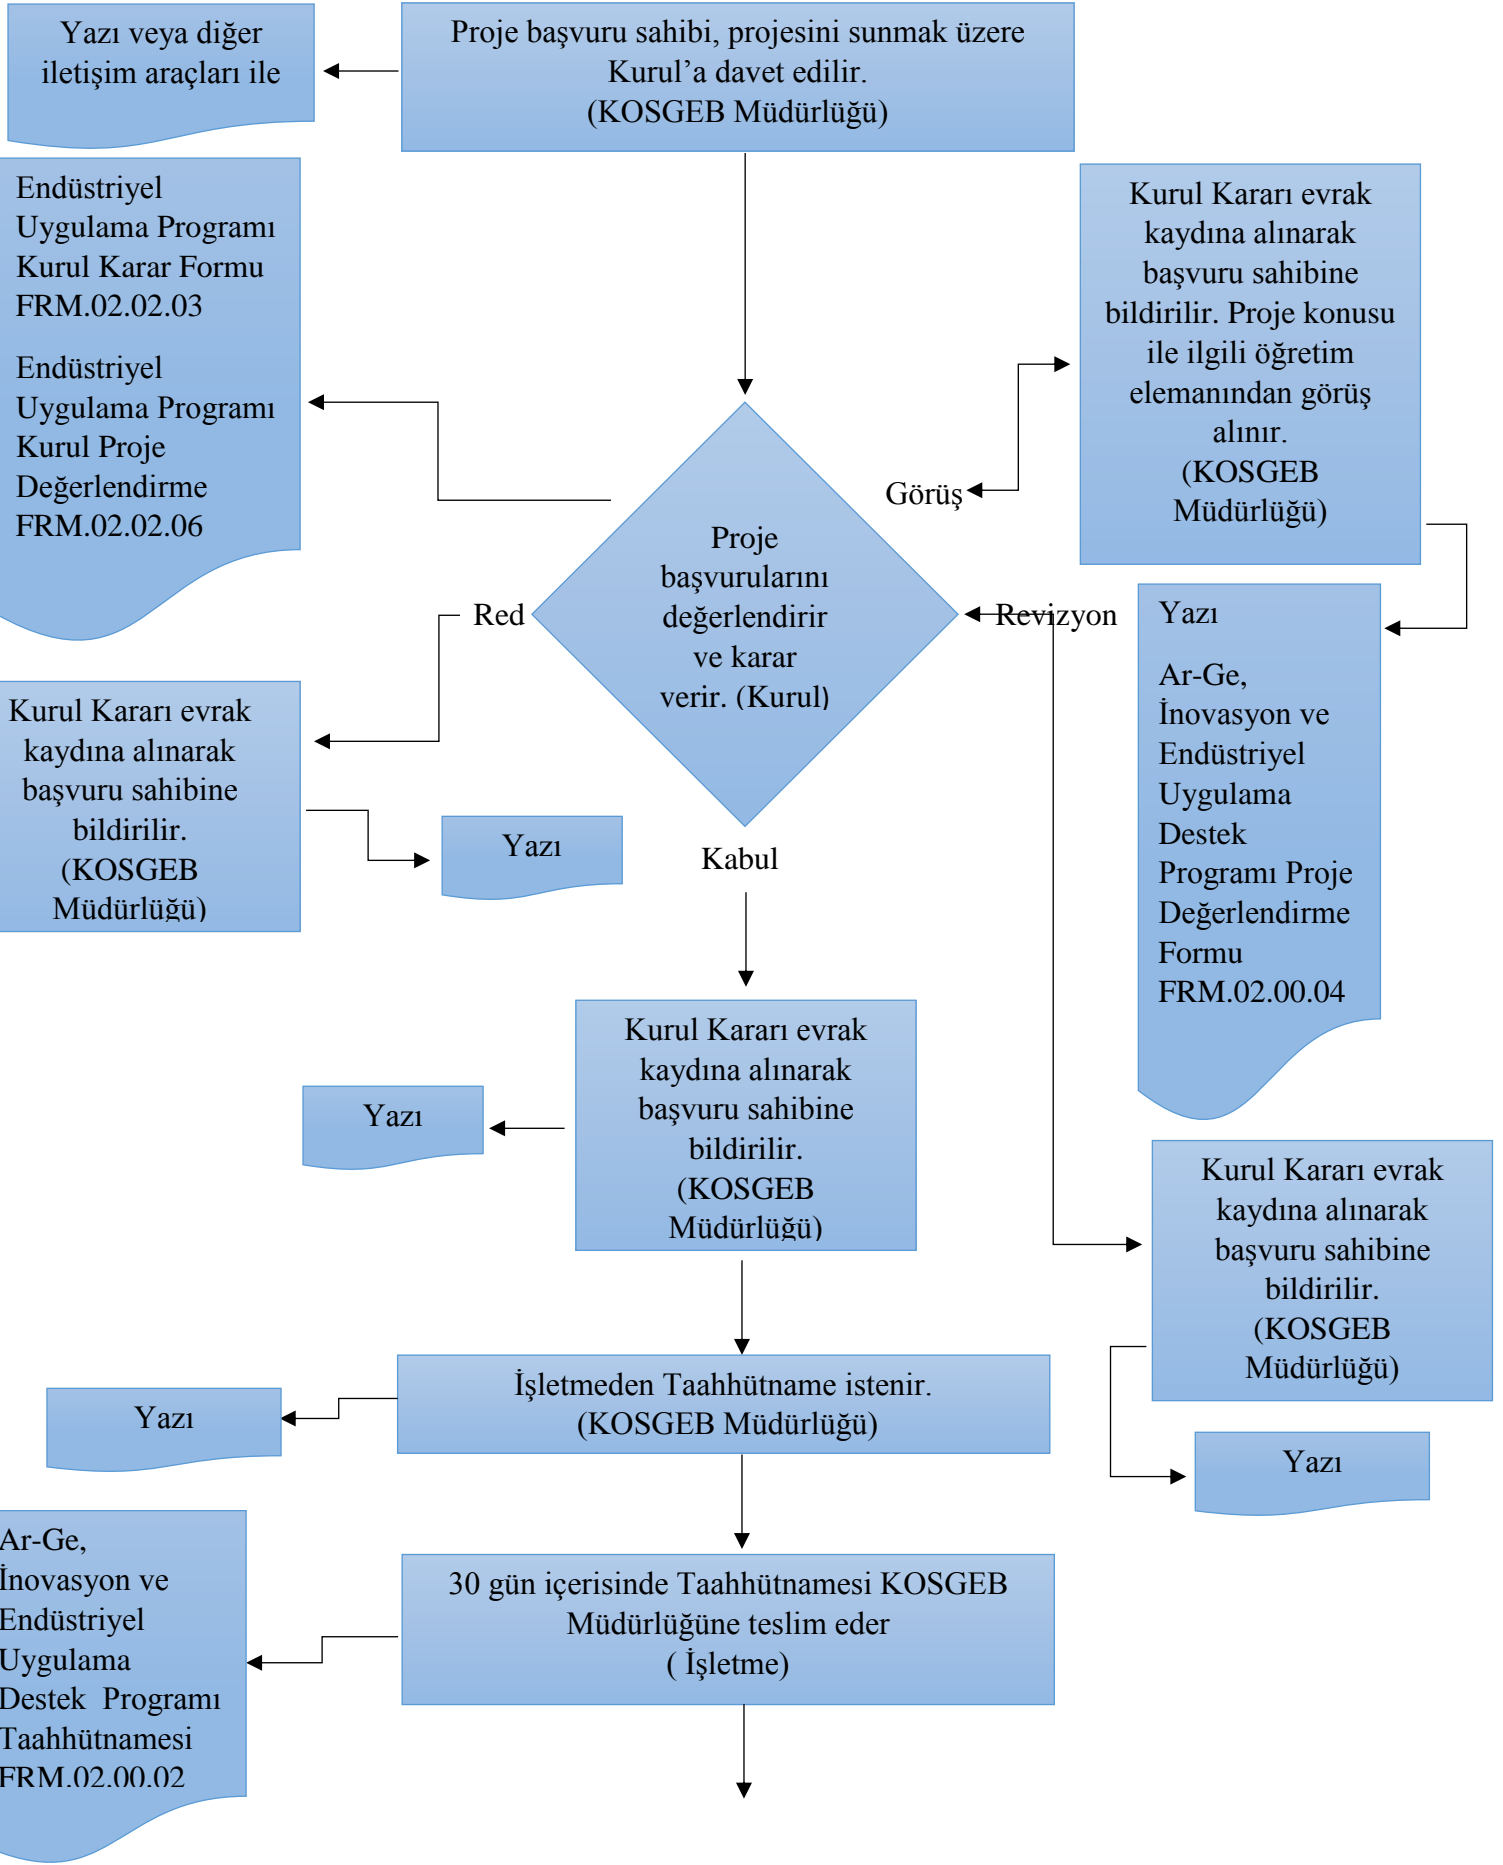 Yazı veya diğer
iletişim araçları ile
Proje başvuru sahibi, projesini sunmak üzere
Kurul’a davet edilir.
(KOSGEB Müdürlüğü)
Endüstriyel
Uygulama Programı
Kurul Karar Formu
FRM.02.02.03
Endüstriyel
Uygulama Programı
Kurul Proje
Değerlendirme
FRM.02.02.06
Kurul Kararı evrak
kaydına alınarak
başvuru sahibine
bildirilir. Proje konusu
ile ilgili öğretim
elemanından görüş
alınır.
(KOSGEB
Müdürlüğü)
Görüş
Proje
başvurularını
değerlendirir
ve karar
verir. (Kurul)
Red
Revizyon
Yazı
Ar-Ge,
İnovasyon ve
Endüstriyel
Uygulama
Destek
Programı Proje
Değerlendirme
Formu
FRM.02.00.04
Kurul Kararı evrak
kaydına alınarak
başvuru sahibine
bildirilir.
(KOSGEB
Müdürlüğü)
Yazı
Kabul
Kurul Kararı evrak
kaydına alınarak
başvuru sahibine
bildirilir.
(KOSGEB
Müdürlüğü)
Yazı
Kurul Kararı evrak
kaydına alınarak
başvuru sahibine
bildirilir.
(KOSGEB
Müdürlüğü)
İşletmeden Taahhütname istenir.
(KOSGEB Müdürlüğü)
Yazı
Yazı
Ar-Ge,
İnovasyon ve
Endüstriyel
Uygulama
Destek  Programı
Taahhütnamesi
FRM.02.00.02
30 gün içerisinde Taahhütnamesi KOSGEB
Müdürlüğüne teslim eder
( İşletme)